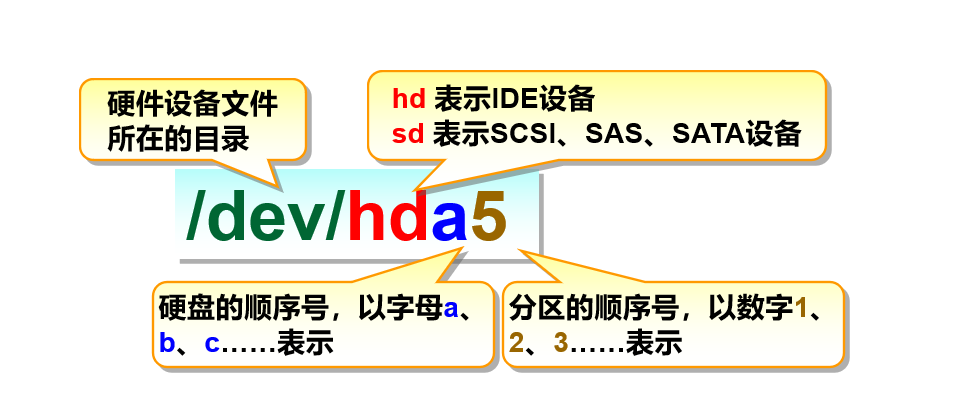 硬件设备文件
所在的目录
hd 表示IDE设备
sd 表示SCSI、SAS、SATA设备
/dev/hda5
硬盘的顺序号，以字母a、
b、c……表示
分区的顺序号，以数字1、
2、3……表示